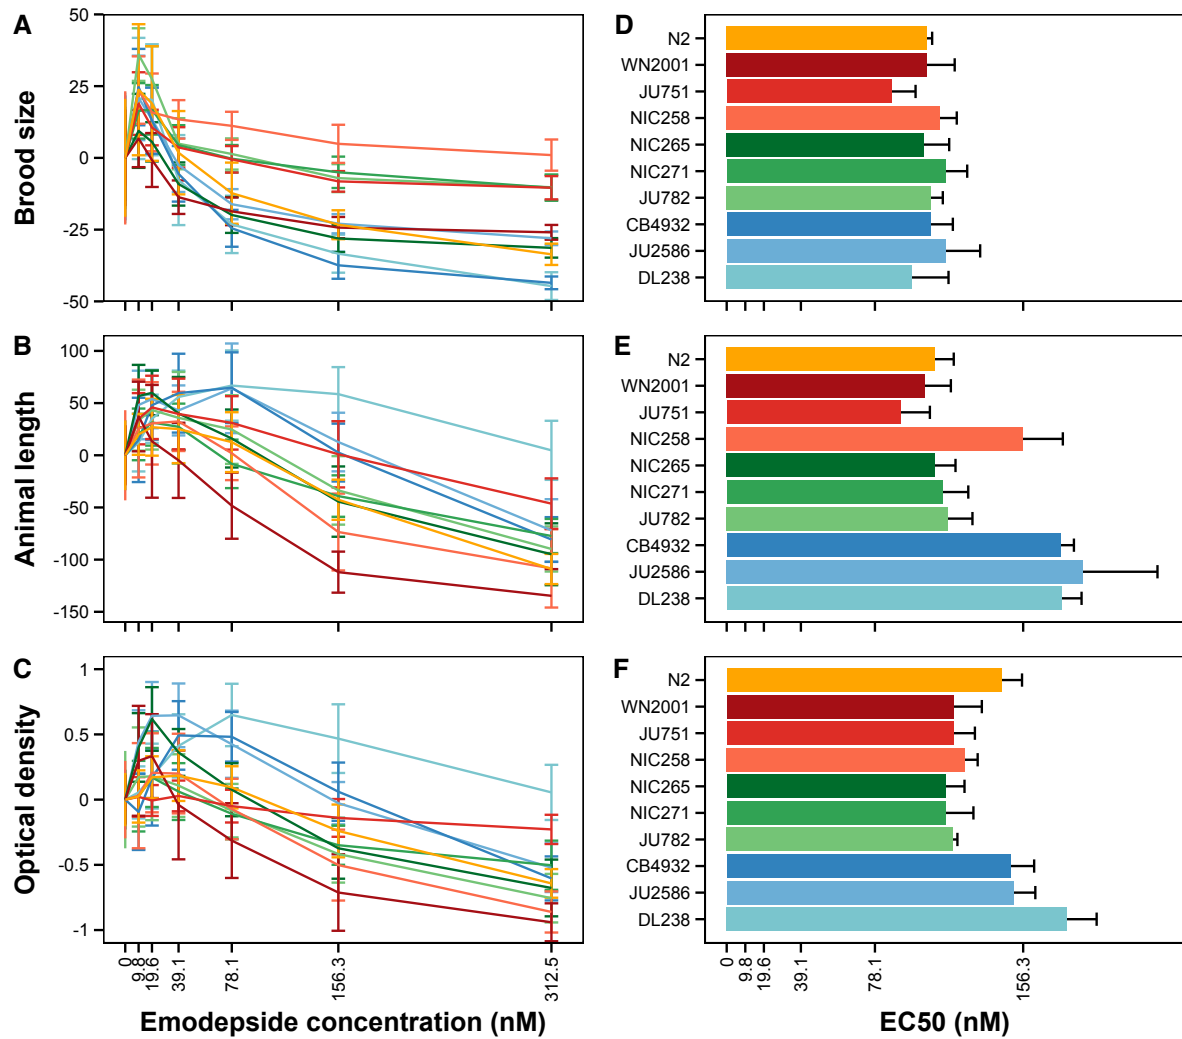 A
Brood size
50
25
0
-25
-50
B
Animal length
100
50
0
-50
-100
-150
C
Optical density
1
0.5
0
-0.5
-1
0
9.8
19.6
39.1
78.1
156.3
312.5
Emodepside concentration (nM)
D
N2
WN2001
JU751
NIC258
NIC265
NIC271
JU782
CB4932
JU2586
DL238
E
N2
WN2001
JU751
NIC258
NIC265
NIC271
JU782
CB4932
JU2586
DL238
F
N2
WN2001
JU751
NIC258
NIC265
NIC271
JU782
CB4932
JU2586
DL238
0
9.8
19.6
39.1
78.1
156.3
EC50 (nM)